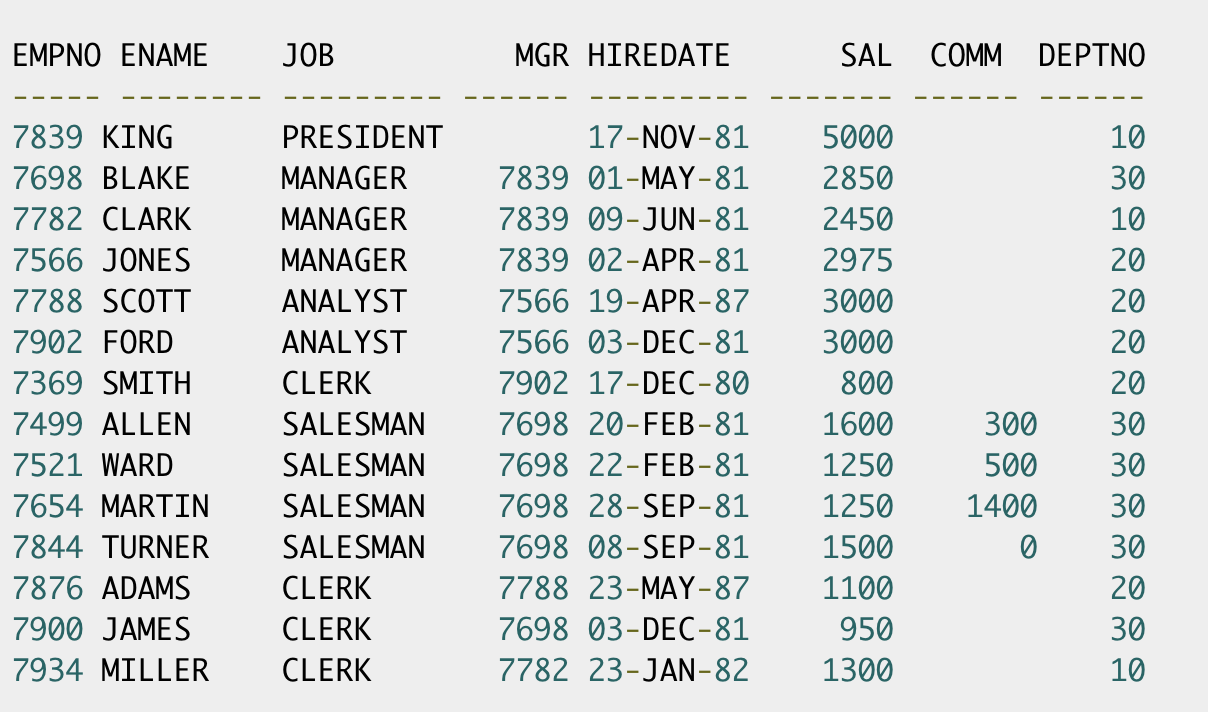 EMPNO ENAME    JOB          MGR HIREDATE      SAL  COMM  DEPTNO
----- -------- --------- ------ --------- ------- ------ ------
7839 KING      PRESIDENT        17-NOV-81    5000            10
7698 BLAKE     MANAGER     7839 01-MAY-81    2850            30
7782 CLARK     MANAGER     7839 09-JUN-81    2450            10
7566 JONES     MANAGER     7839 02-APR-81    2975            20
7788 SCOTT     ANALYST     7566 19-APR-87    3000            20
7902 FORD      ANALYST     7566 03-DEC-81    3000            20
7369 SMITH     CLERK       7902 17-DEC-80     800            20
7499 ALLEN     SALESMAN    7698 20-FEB-81    1600     300    30
7521 WARD      SALESMAN    7698 22-FEB-81    1250     500    30
7654 MARTIN    SALESMAN    7698 28-SEP-81    1250    1400    30
7844 TURNER    SALESMAN    7698 08-SEP-81    1500       0    30
7876 ADAMS     CLERK       7788 23-MAY-87    1100            20
7900 JAMES     CLERK       7698 03-DEC-81     950            30
7934 MILLER    CLERK       7782 23-JAN-82    1300            10